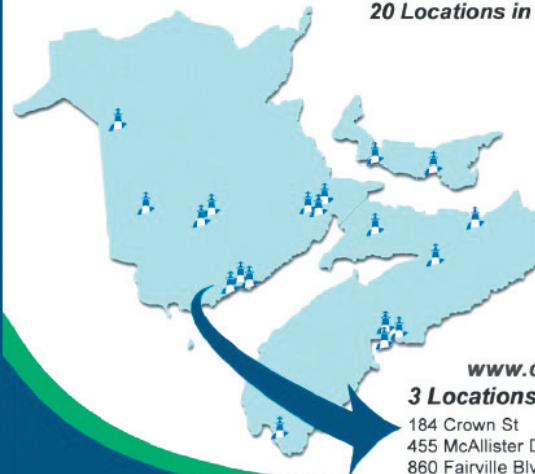 20 Locations in
www.
3 Locations
184 Crown St
455 McAllister
860 Fairville